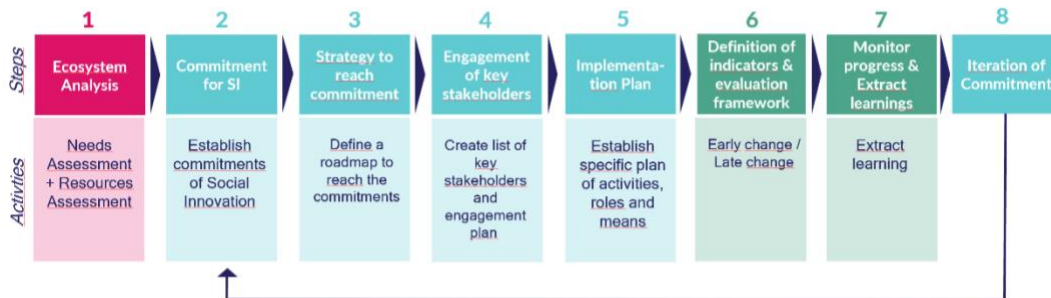 1
2
3
4
5
6
7
8
Steps
Ecosystem
Analysis
Commitment
for SI
Strategy to
reach
commitment
Engagement
of key
stakeholders
Implementa-
tion Plan
Definition of
indicators &
evaluation
framework
Monitor
progress &
Extract
learnings
Iteration of
Commitment
Activties
Needs
Assessment
+ Resources
Assessment
Establish
commitments
of Social
Innovation
Define a
roadmap to
reach the
commitments
Create list of
key
stakeholders
and
engagement
plan
Establish
specific plan
of activities,
roles and
means
Early change /
Late change
Extract
learning